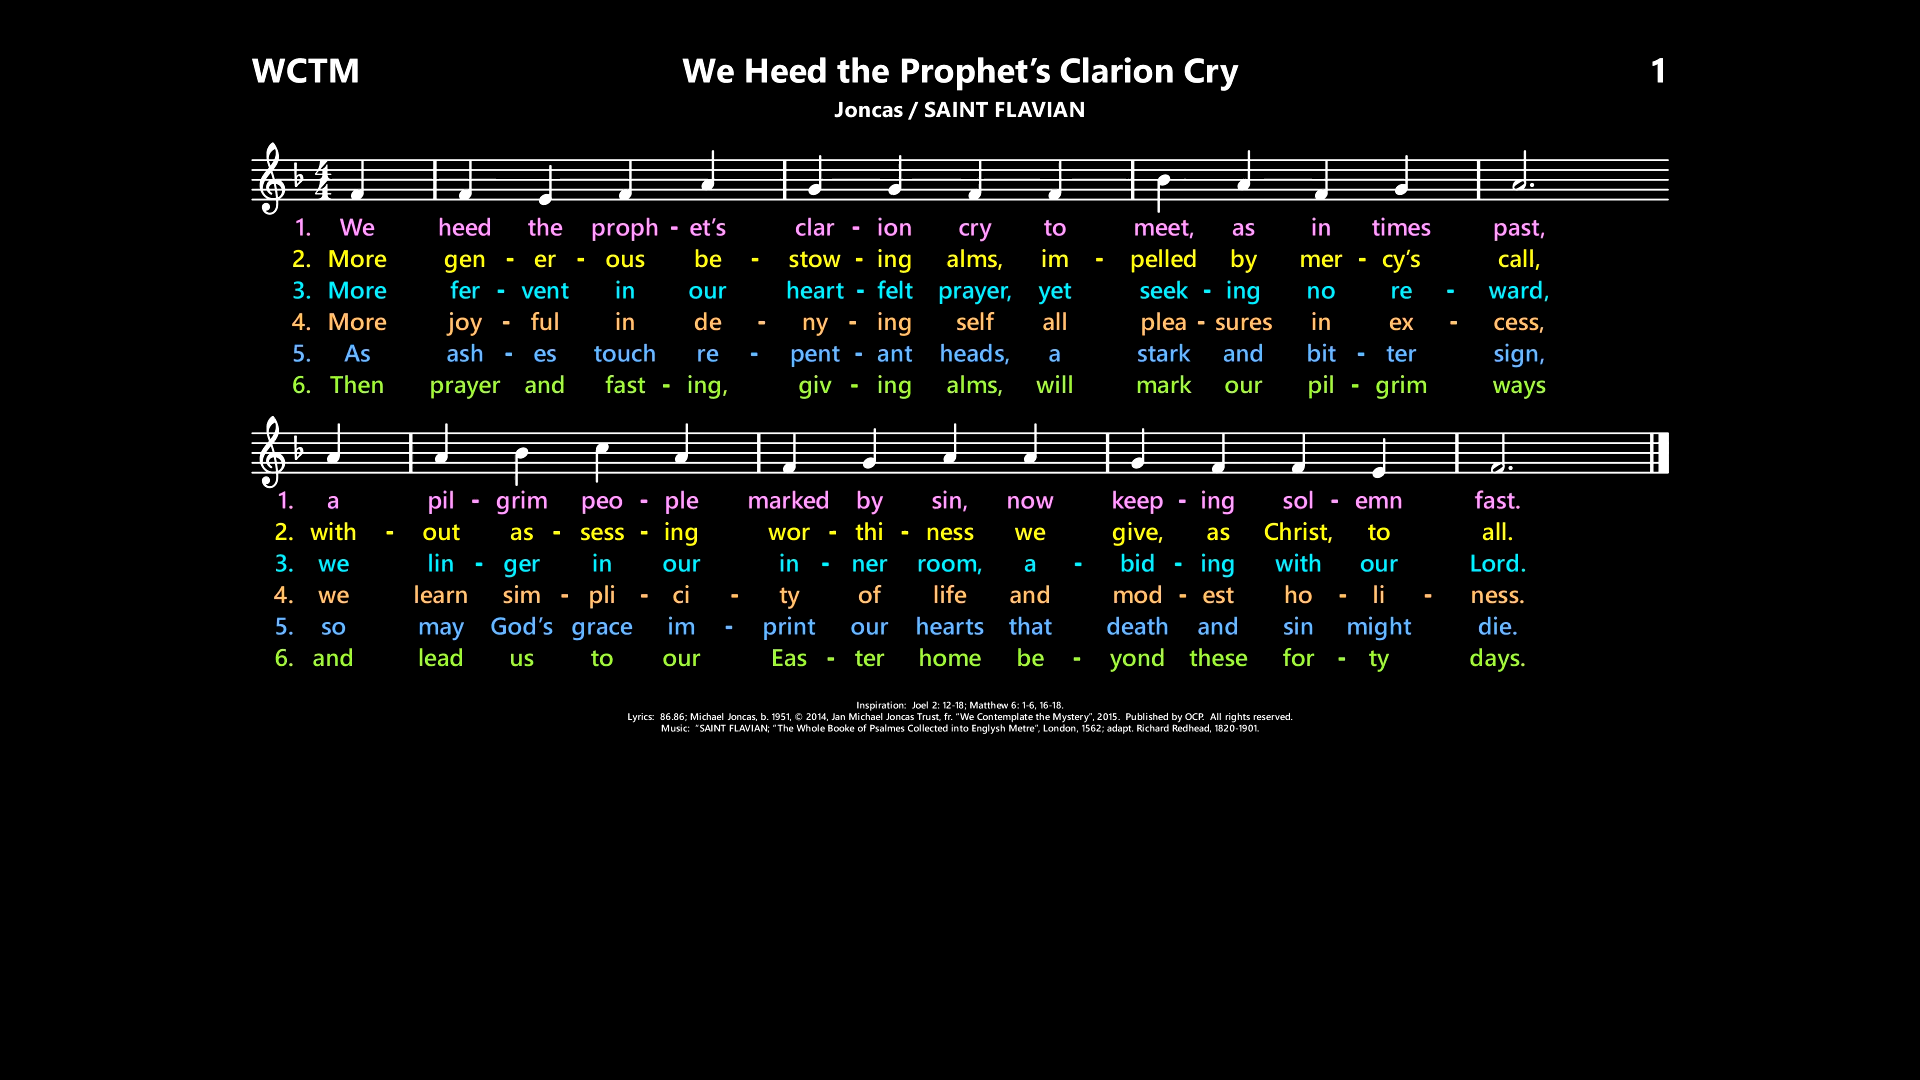 WCTM We Heed the Prophet’s Clarion Cry 1
Joncas / SAINT FLAVIAN
4
4
1. We heed the proph - et’s clar - ion cry to meet, as in times past,
2. More gen - er - ous be - stow - ing alms, im - pelled by mer - cy’s call,
3. More fer - vent in our heart - felt prayer, yet seek - ing no re - ward,
4. More joy - ful in de - ny - ing self all plea - sures in ex - cess,
5. As ash - es touch re - pent - ant heads, a stark and bit - ter sign,
6. Then prayer and fast - ing, giv - ing alms, will mark our pil - grim ways
1. a pil - grim peo - ple marked by sin, now keep - ing sol - emn fast.
2. with - out as - sess - ing wor - thi - ness we give, as Christ, to all.
3. we lin - ger in our in - ner room, a - bid - ing with our Lord.
4. we learn sim - pli - ci - ty of life and mod - est ho - li - ness.
5. so may God’s grace im - print our hearts that death and sin might die.
6. and lead us to our Eas - ter home be - yond these for - ty days.
Inspiration: Joel 2: 12-18; Matthew 6: 1-6, 16-18.
Lyrics: 86.86; Michael Joncas, b. 1951, © 2014, Jan Michael Joncas Trust, fr. “We Contemplate the Mystery”, 2015. Published by OCP. All rights reserved.
Music: “SAINT FLAVIAN; “The Whole Booke of Psalmes Collected into Englysh Metre”, London, 1562; adapt. Richard Redhead, 1820-1901.